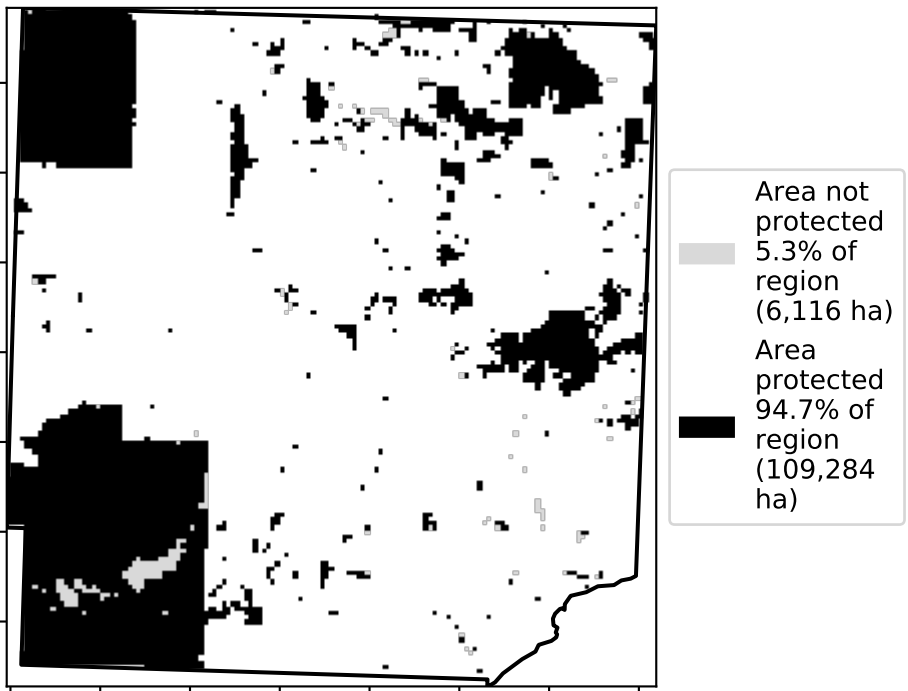 Area not
protected
5.3% of
region
(6,116 ha)
Area
protected
94.7% of
region
(109,284
ha)